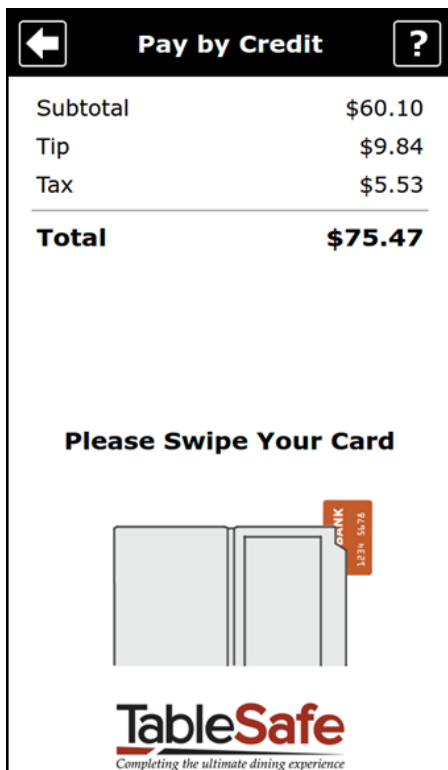 Pay by Credit ?
Subtotal $60.10
Tip $9.84
Tax $5.53
Total $75.47
Please Swipe Your Card
BANK
1234 5678
TableSafe
Completing the ultimate dining experience